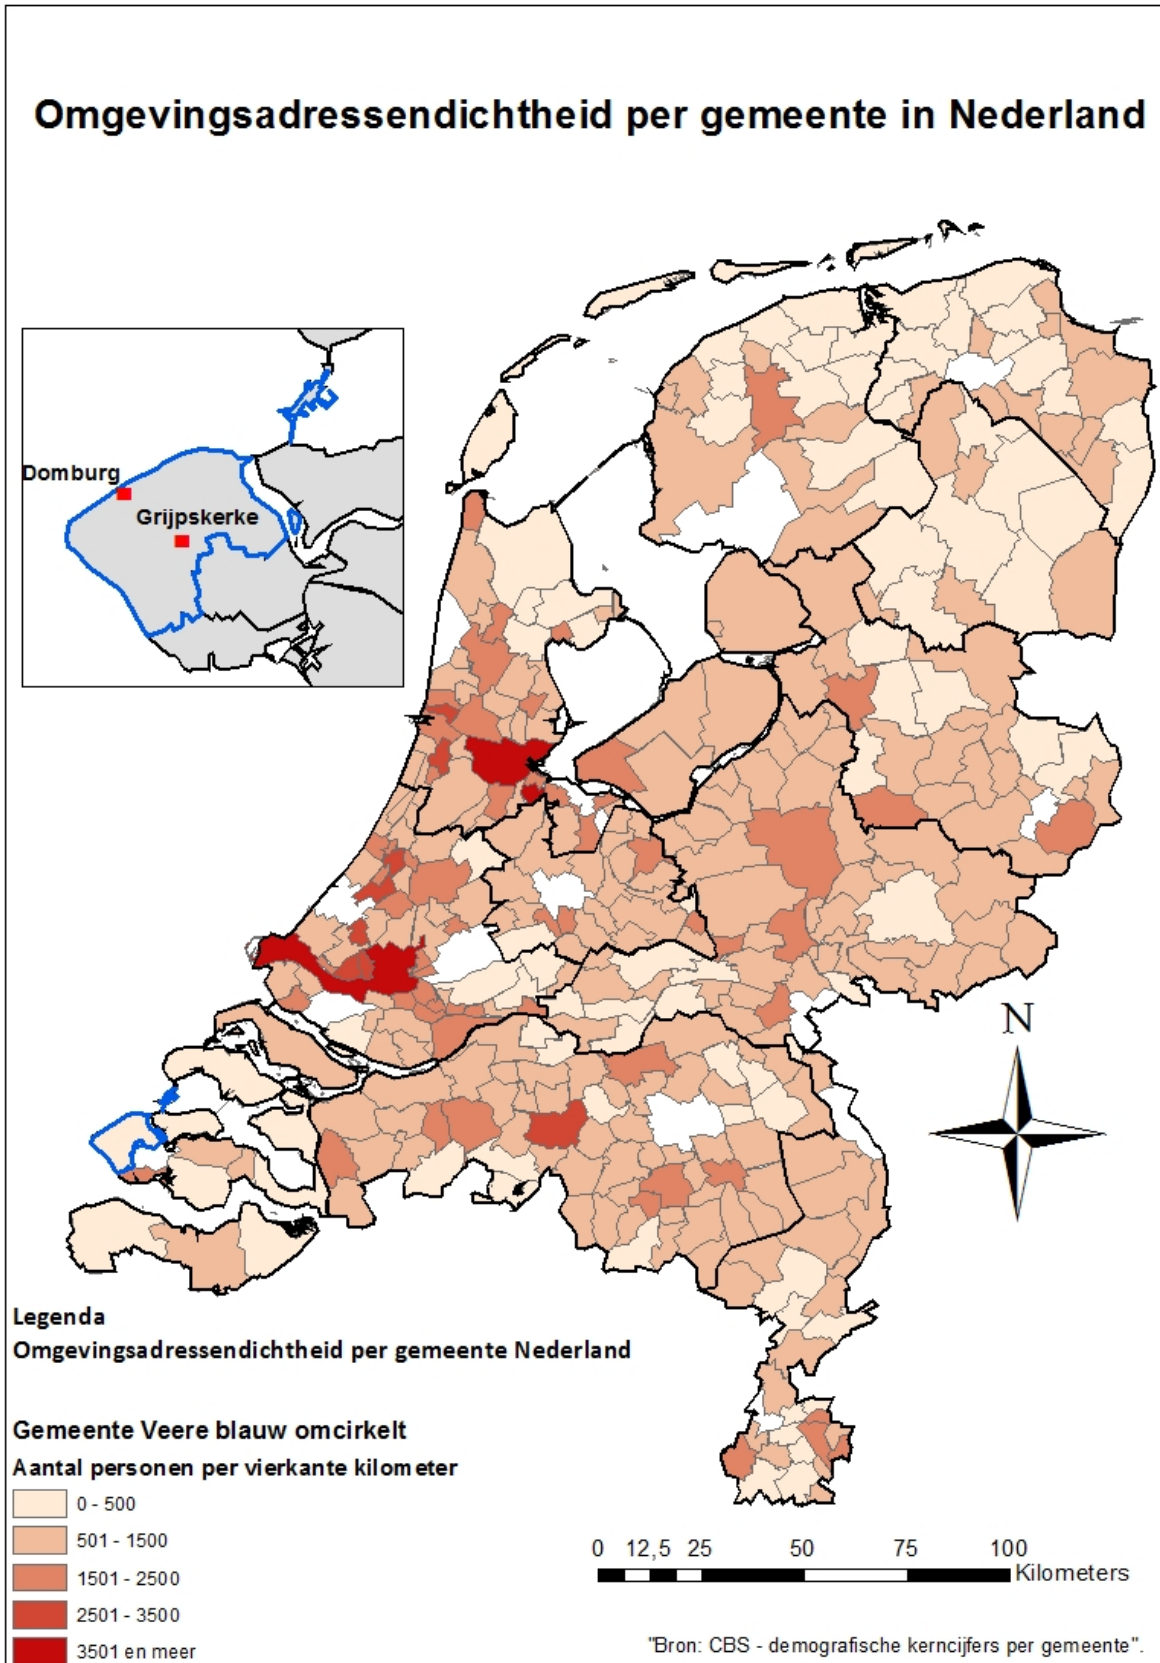 Omgevingsadressendichtheid per gemeente in Nederland
Domburg
Grijpskerke
N
Legenda
Omgevingsadressendichtheid per gemeente Nederland
Gemeente Veere blauw omcirkelt
Aantal personen per vierkante kilometer
0 - 500
501 - 1500
1501 - 2500
2501 - 3500
3501 en meer
0 12,5 25 50 75 100
Kilometers
"Bron: CBS - demografische kerncijfers per gemeente".